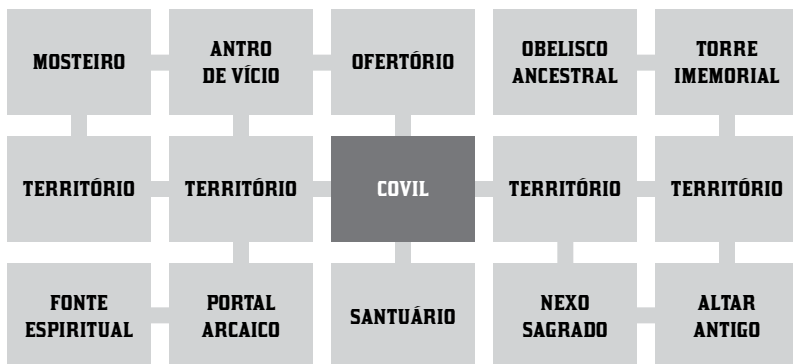 MOSTEIRO
ANTRO
DE VÍCIO
OFERTÓRIO
OBELISCO
ANCESTRAL
TORRE
IMEMORIAL
TERRITÓRIO
TERRITÓRIO
COVIL
TERRITÓRIO
TERRITÓRIO
FONTE
ESPIRITUAL
PORTAL
ARCAICO
SANTUÁRIO
NEXO
SAGRADO
ALTAR
ANTIGO